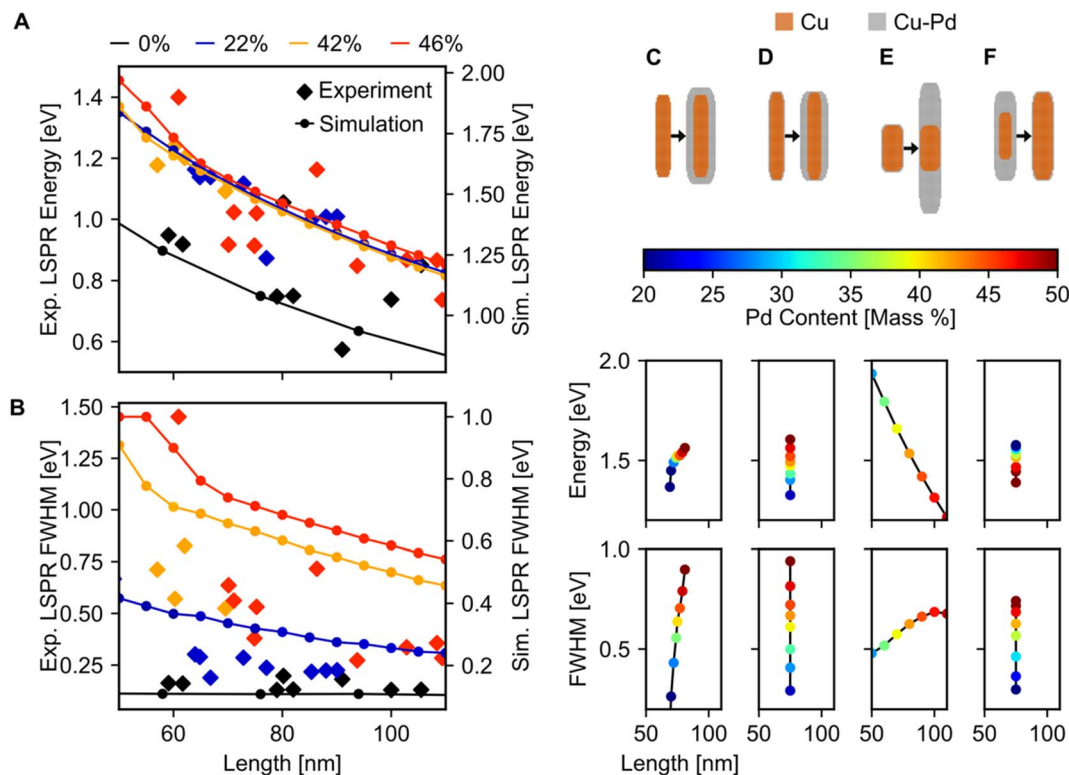 A
0% 22% 42% 46%
Experiment
Simulation
Exp. LSPR Energy [eV]
1.4
1.2
1.0
0.8
0.6
Sim. LSPR Energy [eV]
2.00
1.75
1.50
1.25
1.00
B
Exp. LSPR FWHM [eV]
1.50
1.25
1.00
0.75
0.50
0.25
Sim. LSPR FWHM [eV]
1.0
0.8
0.6
0.4
0.2
60 80 100
Length [nm]
Cu Cu-Pd
C D E F
20 25 30 35 40 45 50
Pd Content [Mass %]
Energy [eV]
2.0
1.5
FWHM [eV]
1.0
0.5
50 100 50 100 50 100 50 100
Length [nm]